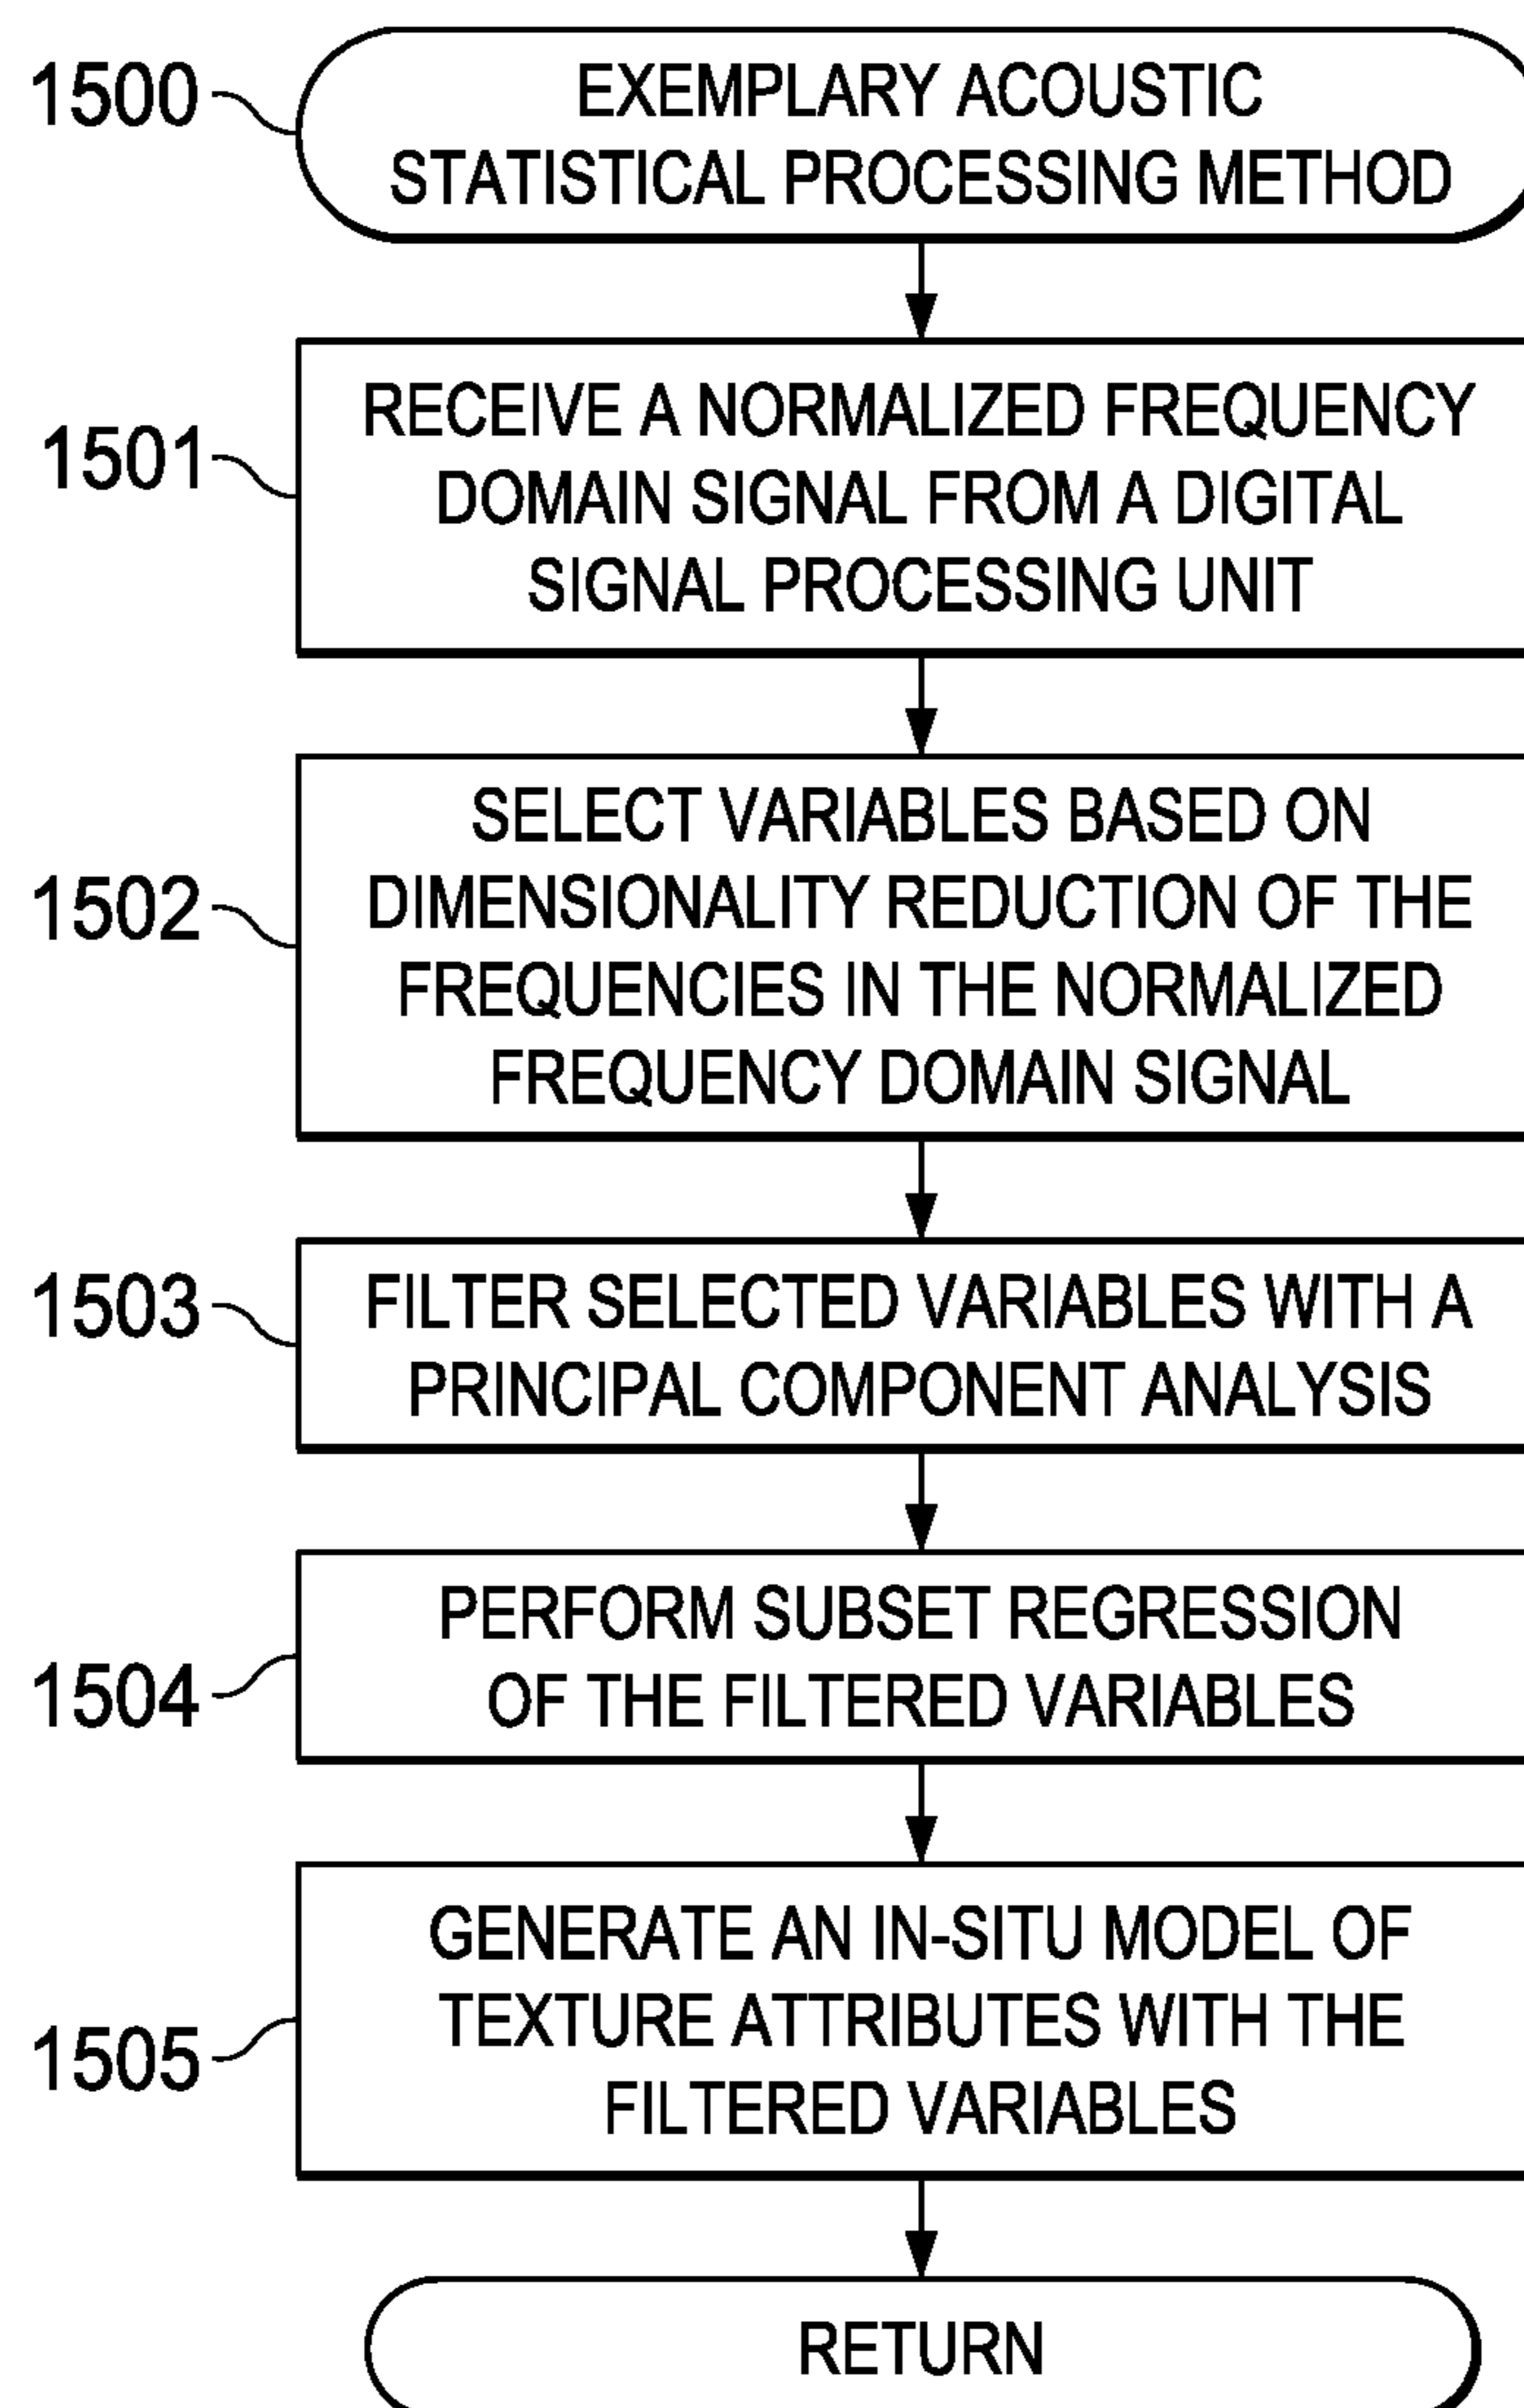 1500
EXEMPLARY ACOUSTIC
STATISTICAL PROCESSING METHOD
1501
RECEIVE A NORMALIZED FREQUENCY
DOMAIN SIGNAL FROM A DIGITAL
SIGNAL PROCESSING UNIT
1502
SELECT VARIABLES BASED ON
DIMENSIONALITY REDUCTION OF THE
FREQUENCIES IN THE NORMALIZED
FREQUENCY DOMAIN SIGNAL
1503
FILTER SELECTED VARIABLES WITH A
PRINCIPAL COMPONENT ANALYSIS
1504
PERFORM SUBSET REGRESSION
OF THE FILTERED VARIABLES
1505
GENERATE AN IN-SITU MODEL OF
TEXTURE ATTRIBUTES WITH THE
FILTERED VARIABLES
RETURN